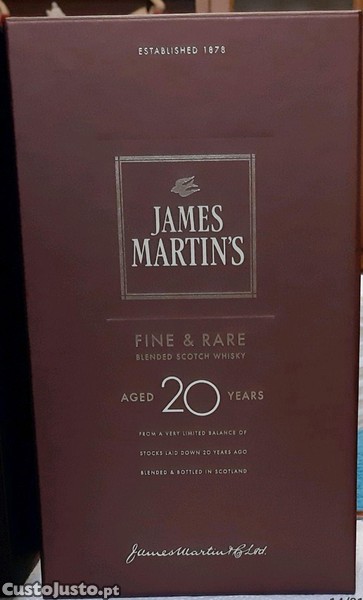 ESTABLISHED 1878
JAMES
MARTIN'S
FINE & RARE
BLENDED SCOTCH WHISKY
AGED 20 YEARS
FROM A VERY LIMITED BALANCE OF
STOCKS LAID DOWN 20 YEARS AGO
BLENDED & BOTTLED IN SCOTLAND
James Martin & Co Ltd.
CustoJusto.pt